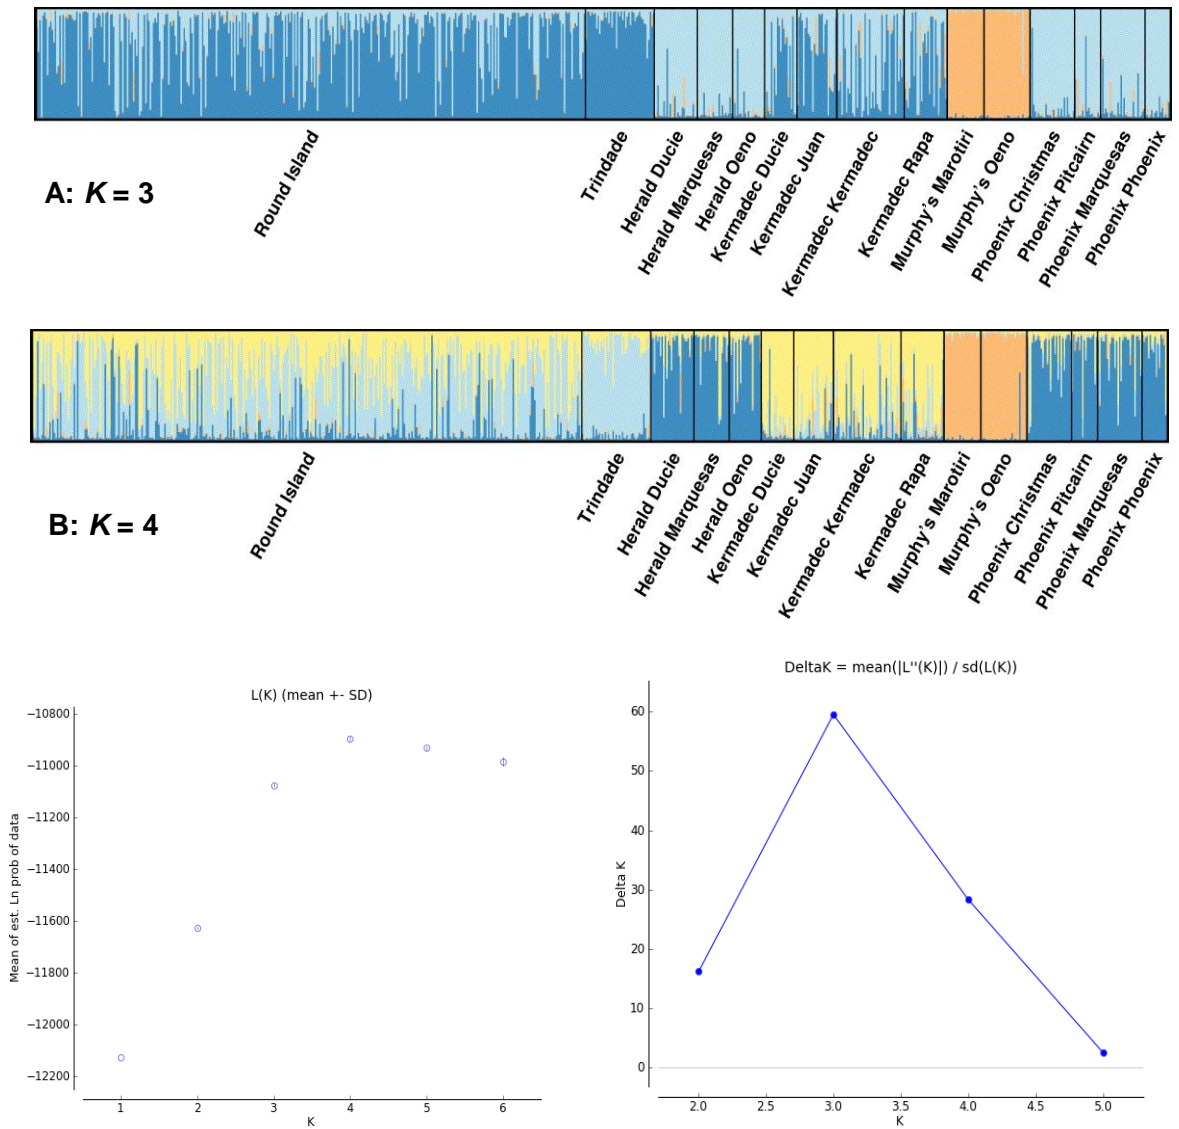 Round Island
Trindade
Herald Ducie
Herald Marquesas
Herald Oeno
Kermadec Ducie
Kermadec Juan
Kermadec Kermadec
Kermadec Rapa
Murphy's Marotiri
Murphy's Oeno
Phoenix Christmas
Phoenix Pitcairn
Phoenix Marquesas
Phoenix Phoenix
A: K = 3
Round Island
Trindade
Herald Ducie
Herald Marquesas
Herald Oeno
Kermadec Ducie
Kermadec Juan
Kermadec Kermadec
Kermadec Rapa
Murphy's Marotiri
Murphy's Oeno
Phoenix Christmas
Phoenix Pitcairn
Phoenix Marquesas
Phoenix Phoenix
B: K = 4
L(K) (mean +- SD)
Mean of est. Ln prob of data
−10800
−11000
−11200
−11400
−11600
−11800
−12000
−12200
1 2 3 4 5 6
K
DeltaK = mean(|L''(K)|) / sd(L(K))
Delta K
60
50
40
30
20
10
0
2.0 2.5 3.0 3.5 4.0 4.5 5.0
K